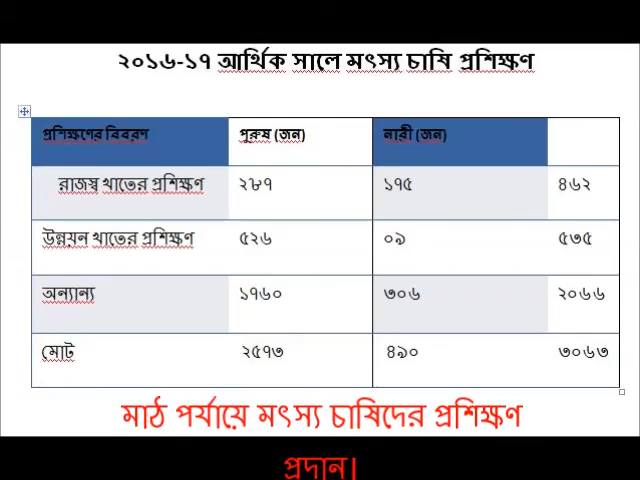 ২০১৬-১৭ আর্থিক সালে মৎস্য চাষি প্রশিক্ষণ
প্রশিক্ষণের বিবরণ পুরুষ (জন) নারী (জন)
রাজস্ব খাতের প্রশিক্ষণ ২৮৭ ১৭৫ ৪৬২
উন্নয়ন খাতের প্রশিক্ষণ ৫২৬ ০৯ ৫৩৫
অন্যান্য ১৭৬০ ৩০৬ ২০৬৬
মোট ২৫৭৩ ৪৯০ ৩০৬৩
মাঠ পর্যায়ে মৎস্য চাষিদের প্রশিক্ষণ
প্রদান।